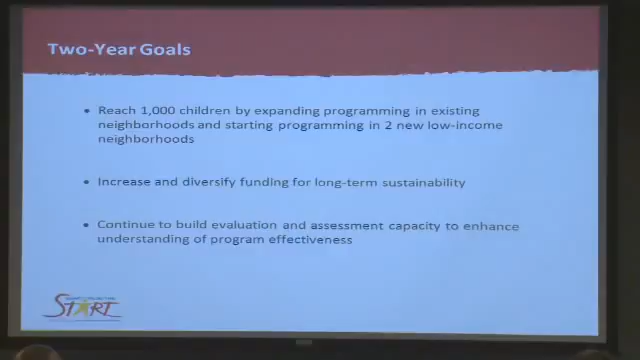 Two-Year Goals
• Reach 1,000 children by expanding programming in existing
neighborhoods and starting programming in 2 new low-income
neighborhoods
• Increase and diversify funding for long-term sustainability
• Continue to build evaluation and assessment capacity to enhance
understanding of program effectiveness
START